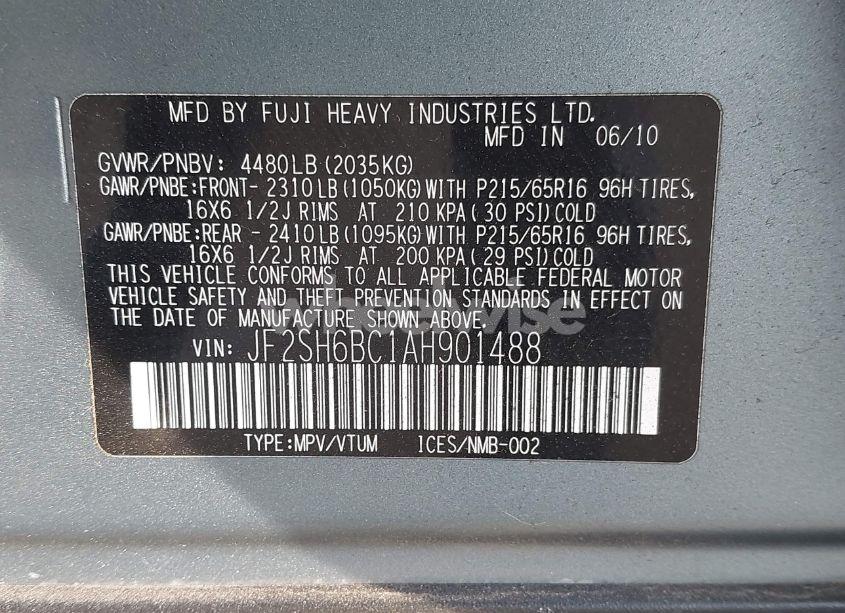 MFD BY FUJI HEAVY INDUSTRIES LTD.
MFD IN 06/10
GVWR/PNBV: 4480LB (2035KG)
GAWR/PNBE:FRONT- 2310LB (1050KG)WITH P215/65R16 96H TIRES,
16X6 1/2J RIMS AT 210 KPA ( 30 PSI)COLD
GAWR/PNBE:REAR - 2410LB (1095KG)WITH P215/65R16 96H TIRES,
16X6 1/2J RIMS AT 200 KPA ( 29 PSI)COLD
THIS VEHICLE CONFORMS TO ALL APPLICABLE FEDERAL MOTOR
VEHICLE SAFETY AND THEFT PREVENTION STANDARDS IN EFFECT ON
THE DATE OF MANUFACTURE SHOWN ABOVE.
VIN: JF2SH6BC1AH901488
TYPE:MPV/VTUM ICES/NMB-002